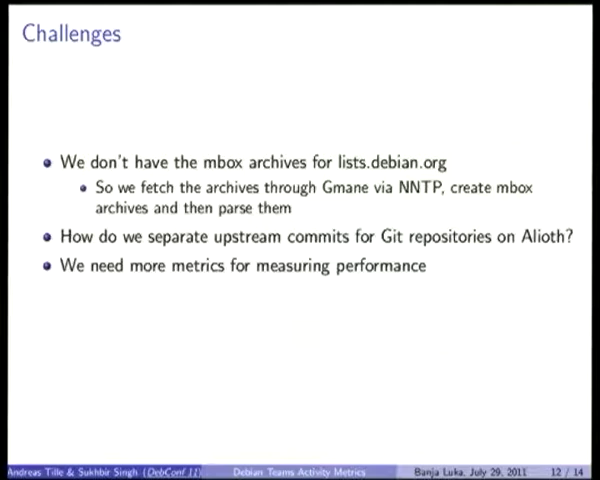 Challenges
We don't have the mbox archives for lists.debian.org
So we fetch the archives through Gmane via NNTP, create mbox
archives and then parse them
How do we separate upstream commits for Git repositories on Alioth?
We need more metrics for measuring performance
Andreas Tille & Sukhbir Singh (DebConf 11) Debian Teams Activity Metrics Banja Luka, July 29, 2011 12 / 14